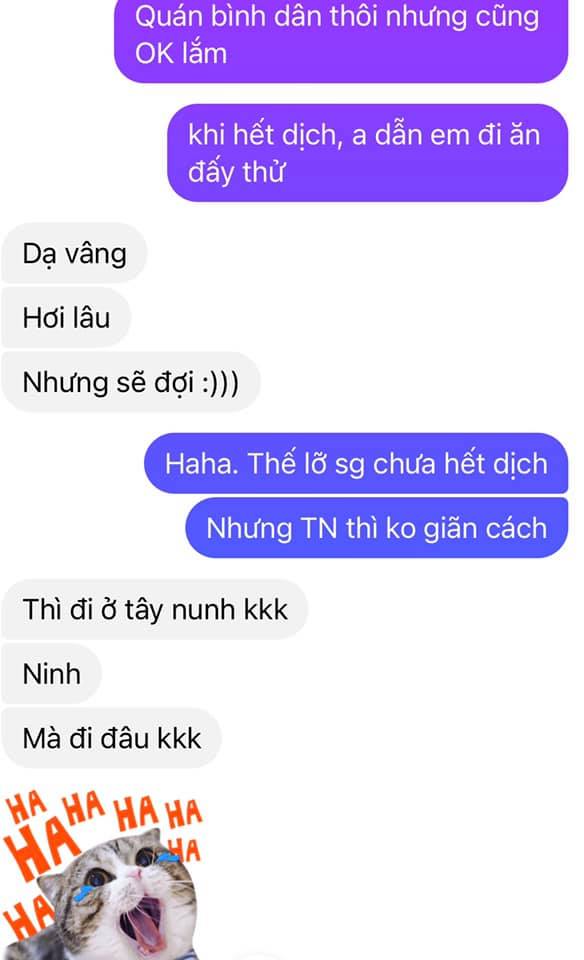 Quán bình dân thôi nhưng cũng
OK lắm
khi hết dịch, a dẫn em đi ăn
đấy thử
Dạ vâng
Hơi lâu
Nhưng sẽ đợi :)))
Haha. Thế lỡ sg chưa hết dịch
Nhưng TN thì ko giãn cách
Thì đi ở tây nunh kkk
Ninh
Mà đi đâu kkk
HA HA HA HA
HA HA
HA